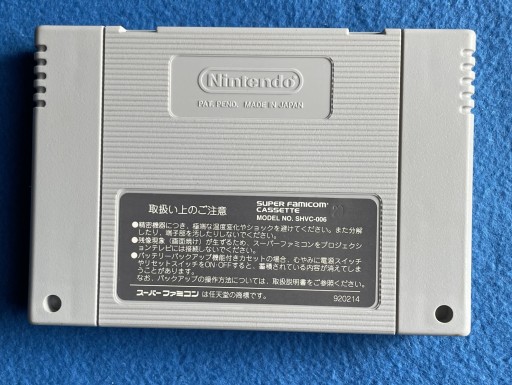 Nintendo
PAT. PEND. MADE IN JAPAN
取扱い上のご注意
SUPER FAMICOM
CASSETTE
MODEL NO. SHVC-006
●精密機器につき、極端な温度変化やショックを避けてください。また分解
したり、端子部を汚したりしないでください。
●残像現象(画面焼け)が生ずるため、スーパーファミコンをプロジェクシ
ョンテレビには接続しないでください。
●バッテリーバックアップ機能付きカセットの場合、むやみに電源スイッチ
やリセットスイッチをON・OFFすると、蓄積されている内容が消えてしま
うことがあります。
なお、バックアップの操作方法については、取扱説明書をご参照ください。
スーパーファミコン は任天堂の商標です。
920214